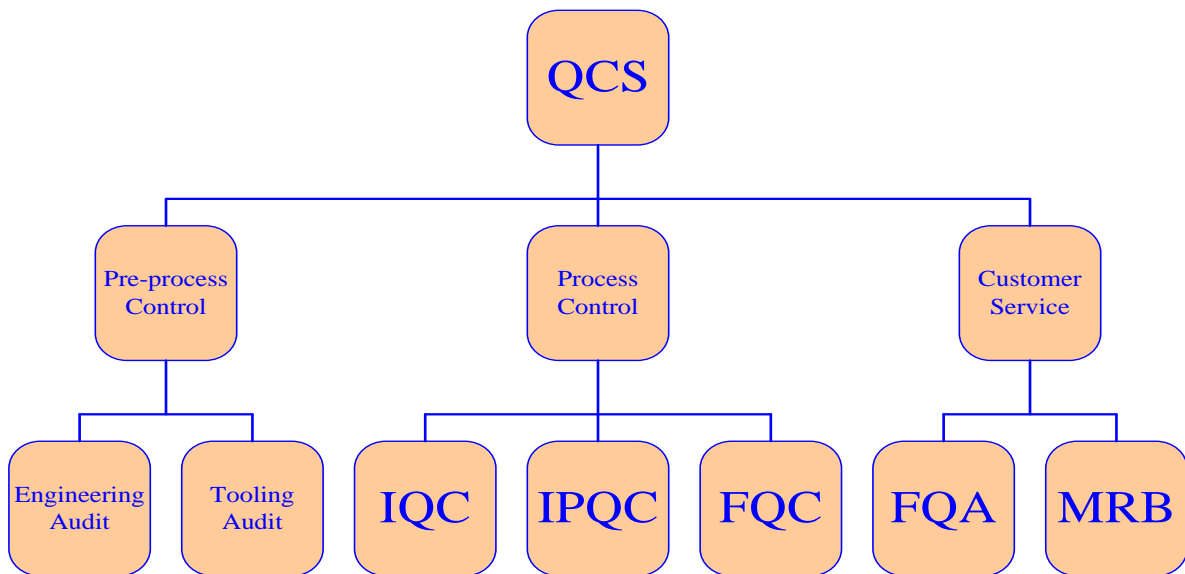 QCS
Pre-process
Control
Process
Control
Customer
Service
Engineering
Audit
Tooling
Audit
IQC
IPQC
FQC
FQA
MRB